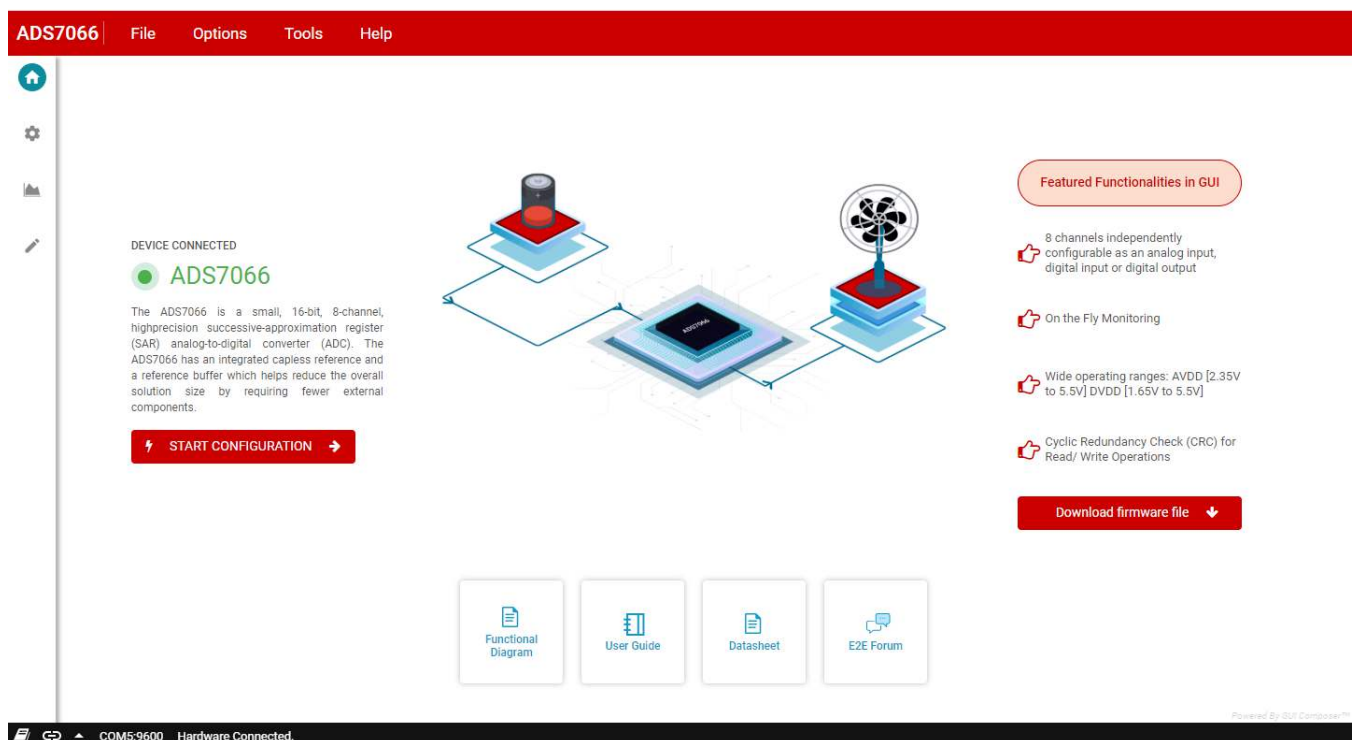 ADS7066 File Options Tools Help
DEVICE CONNECTED
ADS7066
The ADS7066 is a small, 16-bit, 8-channel,
highprecision successive-approximation register
(SAR) analog-to-digital converter (ADC). The
ADS7066 has an integrated capless reference and
a reference buffer which helps reduce the overall
solution size by requiring fewer external
components.
START CONFIGURATION
ADS7066
Featured Functionalities in GUI
8 channels independently
configurable as an analog input,
digital input or digital output
On the Fly Monitoring
Wide operating ranges: AVDD [2.35V
to 5.5V] DVDD [1.65V to 5.5V]
Cyclic Redundancy Check (CRC) for
Read/ Write Operations
Download firmware file
Functional
Diagram
User Guide
Datasheet
E2E Forum
Powered By GUI Composer™
COM5:9600 Hardware Connected.